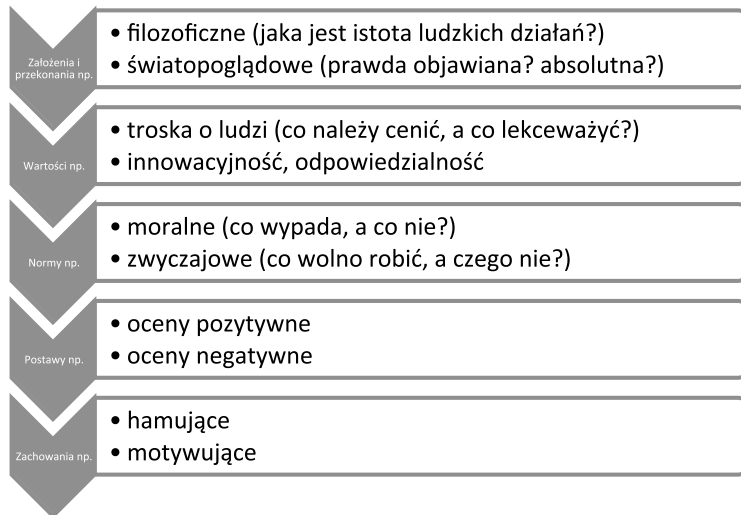 Założenia i
przekonania np.
• filozoficzne (jaka jest istota ludzkich działań?)
• światopoglądowe (prawda objawiana? absolutna?)
Wartości np.
• troska o ludzi (co należy cenić, a co lekceważyć?)
• innowacyjność, odpowiedzialność
Normy np.
• moralne (co wypada, a co nie?)
• zwyczajowe (co wolno robić, a czego nie?)
Postawy np.
• oceny pozytywne
• oceny negatywne
Zachowania np.
• hamujące
• motywujące